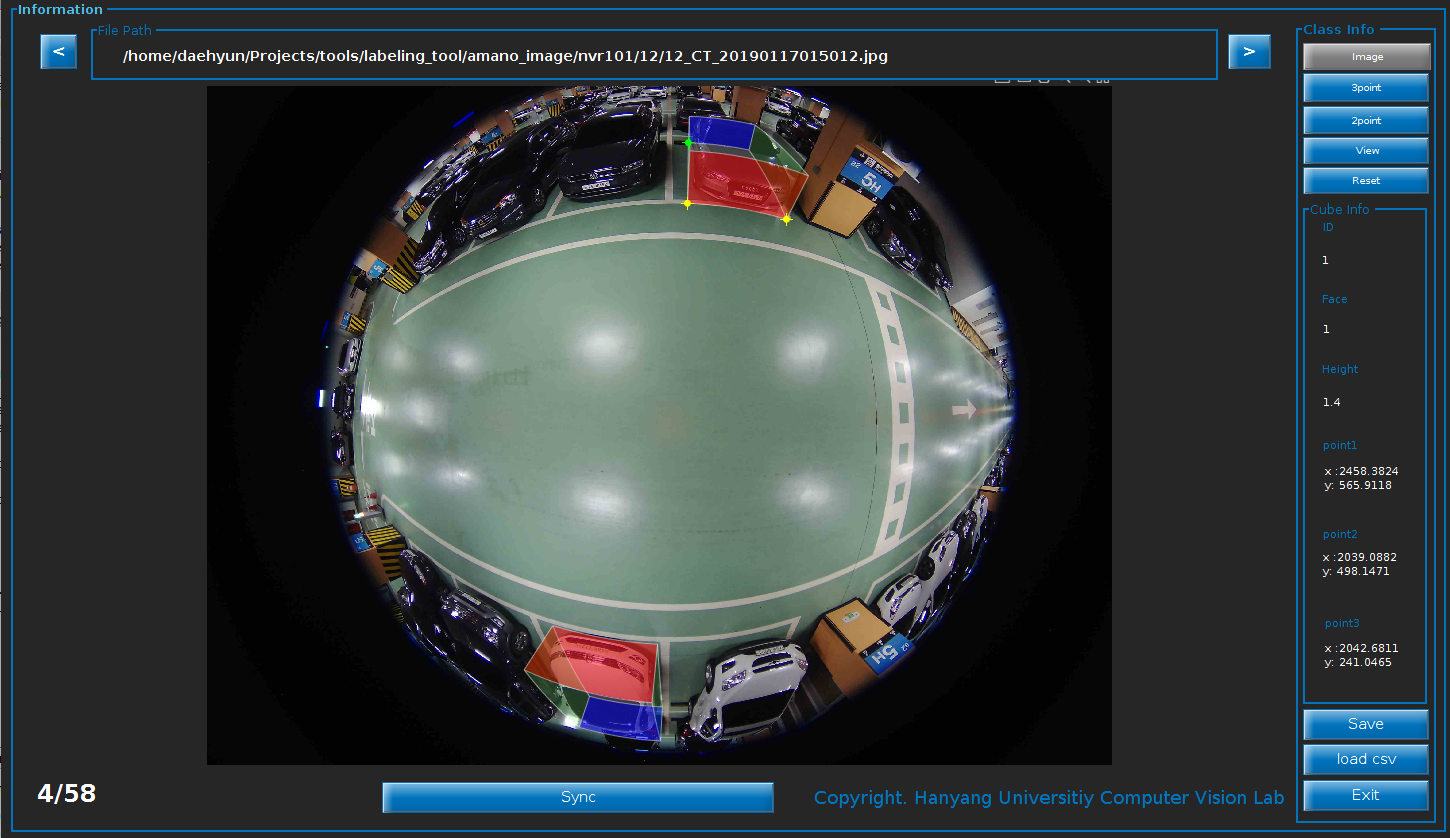 Information
File Path
<
/home/daehyun/Projects/tools/labeling_tool/amano_image/nvr101/12/12_CT_20190117015012.jpg
>
Class Info
Image
3point
2point
View
Reset
Cube Info
ID
1
Face
1
Height
1.4
point1
x :2458.3824
y: 565.9118
point2
x :2039.0882
y: 498.1471
point3
x :2042.6811
y: 241.0465
B2
5H
5H
B2
Save
load csv
Exit
4/58
Sync
Copyright. Hanyang Universitiy Computer Vision Lab